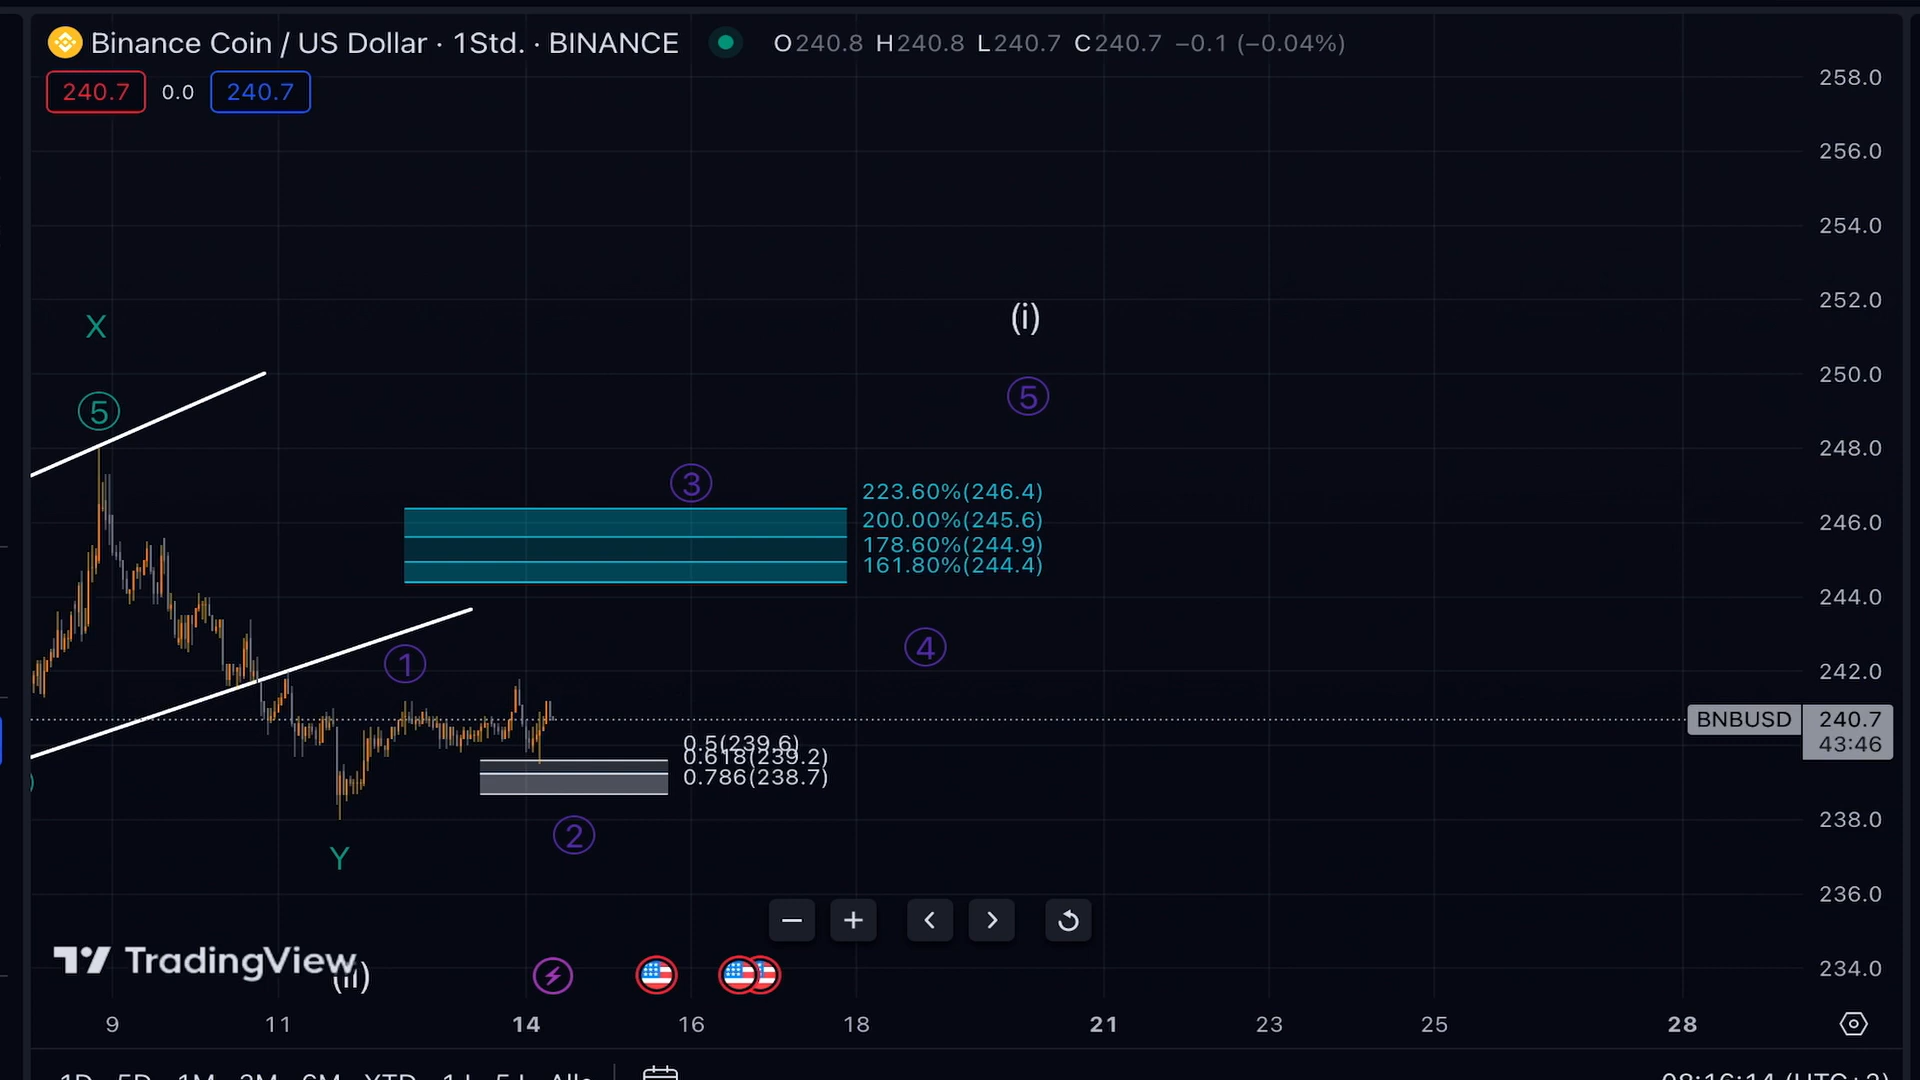 Binance Coin / US Dollar · 1Std. · BINANCE O240.8 H240.8 L240.7 C240.7 −0.1 (−0.04%)
240.7 0.0 240.7
258.0
256.0
254.0
252.0
250.0
248.0
246.0
244.0
242.0
BNBUSD 240.7
43:46
238.0
236.0
234.0
X
5
(i)
5
3
223.60%(246.4)
200.00%(245.6)
178.60%(244.9)
161.80%(244.4)
1
4
0.5(239.6)
0.618(239.2)
0.786(238.7)
2
Y
TradingView
(ii)
9 11 14 16 18 21 23 25 28